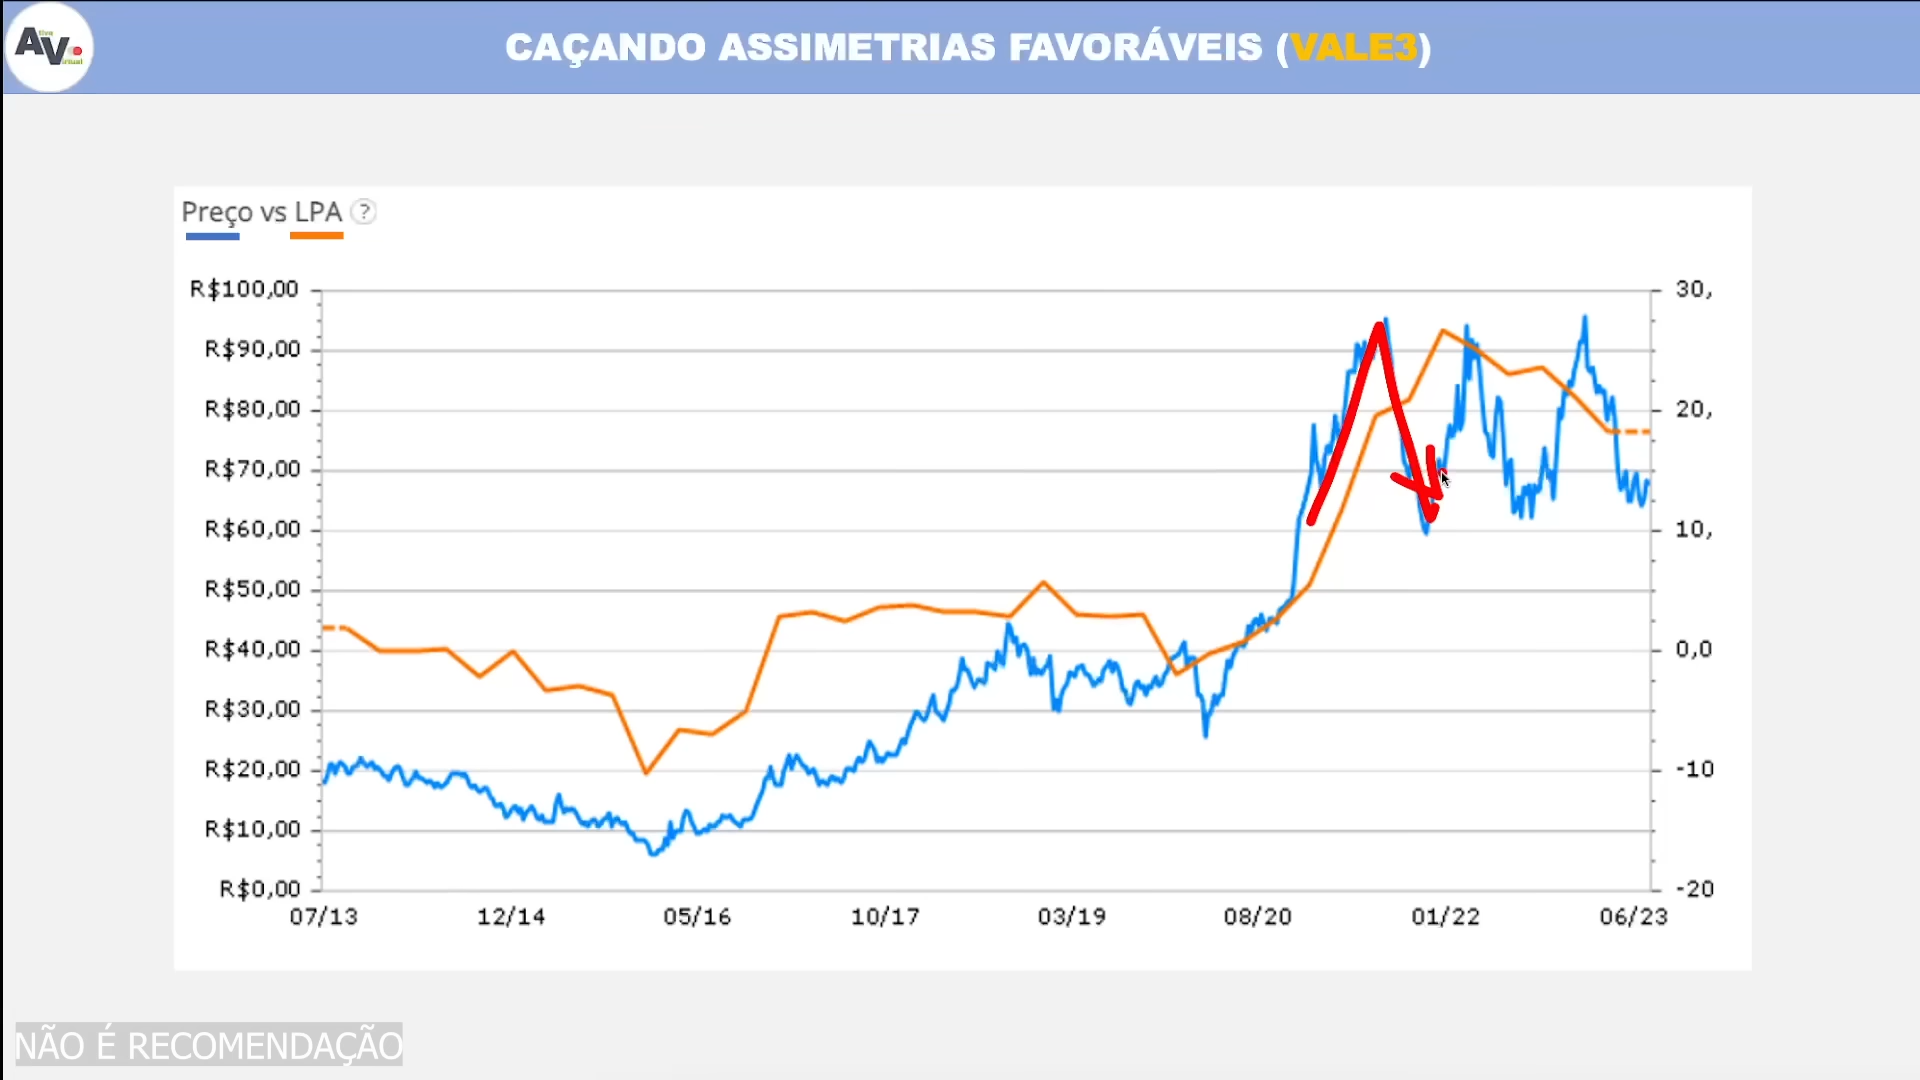 AV.
CAÇANDO ASSIMETRIAS FAVORÁVEIS (VALE3)
Preço vs LPA ?
R$100,00 30,
R$90,00
R$80,00 20,
R$70,00
R$60,00 10,
R$50,00
R$40,00 0,0
R$30,00
R$20,00 -10
R$10,00
R$0,00 -20
07/13 12/14 05/16 10/17 03/19 08/20 01/22 06/23
NÃO É RECOMENDAÇÃO